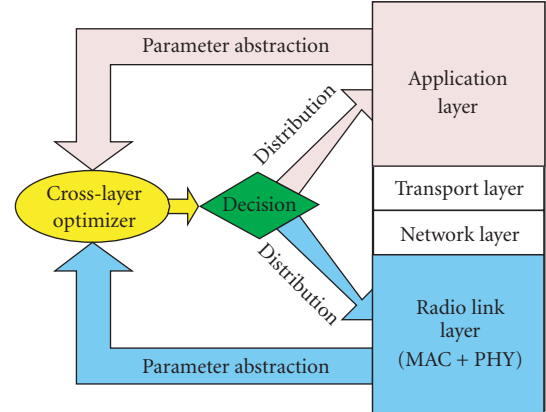 Parameter abstraction
Application
layer
Distribution
Transport layer
Cross-layer
optimizer
Decision
Network layer
Distribution
Radio link
layer
(MAC + PHY)
Parameter abstraction